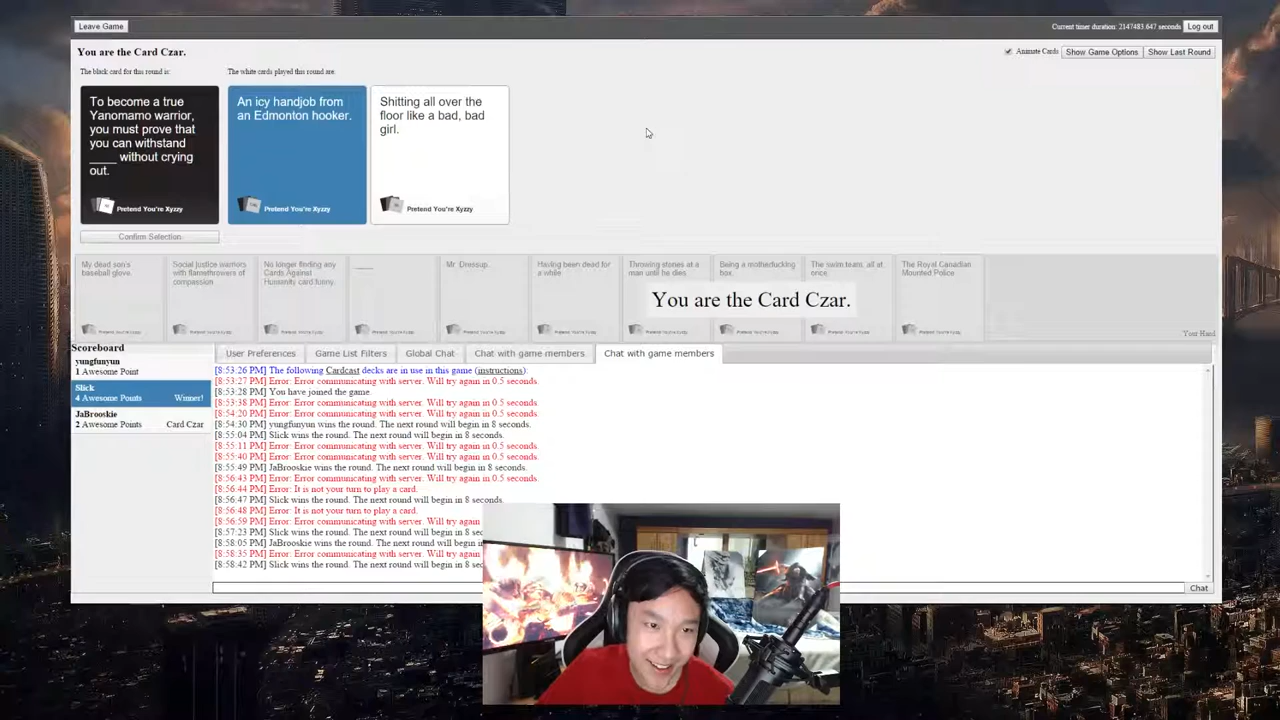 Leave Game
Current timer duration: 2147483.647 seconds
Log out
You are the Card Czar.
Animate Cards
Show Game Options
Show Last Round
The black card for this round is:
The white cards played this round are:
To become a true
Yanomamo warrior,
you must prove that
you can withstand
____ without crying
out.
Pretend You're Xyzzy
An icy handjob from
an Edmonton hooker.
Pretend You're Xyzzy
Shitting all over the
floor like a bad, bad
girl.
Pretend You're Xyzzy
Confirm Selection
My dead son's
baseball glove.
Social justice warriors
with flamethrowers of
compassion
No longer finding any
Cards Against
Humanity card funny.
____
Mr. Dressup.
Having been dead for
a while
Throwing stones at a
man until he dies.
Being a motherfucking
box.
The swim team, all at
once.
The Royal Canadian
Mounted Police
You are the Card Czar.
Your Hand
Scoreboard
yungfunyun
1 Awesome Point
Slick
4 Awesome Points Winner!
JaBrooskie
2 Awesome Points Card Czar
User Preferences
Game List Filters
Global Chat
Chat with game members
Chat with game members
[8:53:26 PM] The following Cardcast decks are in use in this game (instructions):
[8:53:27 PM] Error: Error communicating with server. Will try again in 0.5 seconds.
[8:53:28 PM] You have joined the game.
[8:53:38 PM] Error: Error communicating with server. Will try again in 0.5 seconds.
[8:54:20 PM] Error: Error communicating with server. Will try again in 0.5 seconds.
[8:54:30 PM] yungfunyun wins the round. The next round will begin in 8 seconds.
[8:55:04 PM] Slick wins the round. The next round will begin in 8 seconds.
[8:55:11 PM] Error: Error communicating with server. Will try again in 0.5 seconds.
[8:55:40 PM] Error: Error communicating with server. Will try again in 0.5 seconds.
[8:55:49 PM] JaBrooskie wins the round. The next round will begin in 8 seconds.
[8:56:43 PM] Error: Error communicating with server. Will try again in 0.5 seconds.
[8:56:44 PM] Error: It is not your turn to play a card.
[8:56:47 PM] Slick wins the round. The next round will begin in 8 seconds.
[8:56:48 PM] Error: It is not your turn to play a card.
[8:56:59 PM] Error: Error communicating with server. Will try again
[8:57:23 PM] Slick wins the round. The next round will begin in 8 sec
[8:58:05 PM] JaBrooskie wins the round. The next round will begin in
[8:58:35 PM] Error: Error communicating with server. Will try again
[8:58:42 PM] Slick wins the round. The next round will begin in 8 sec
Chat